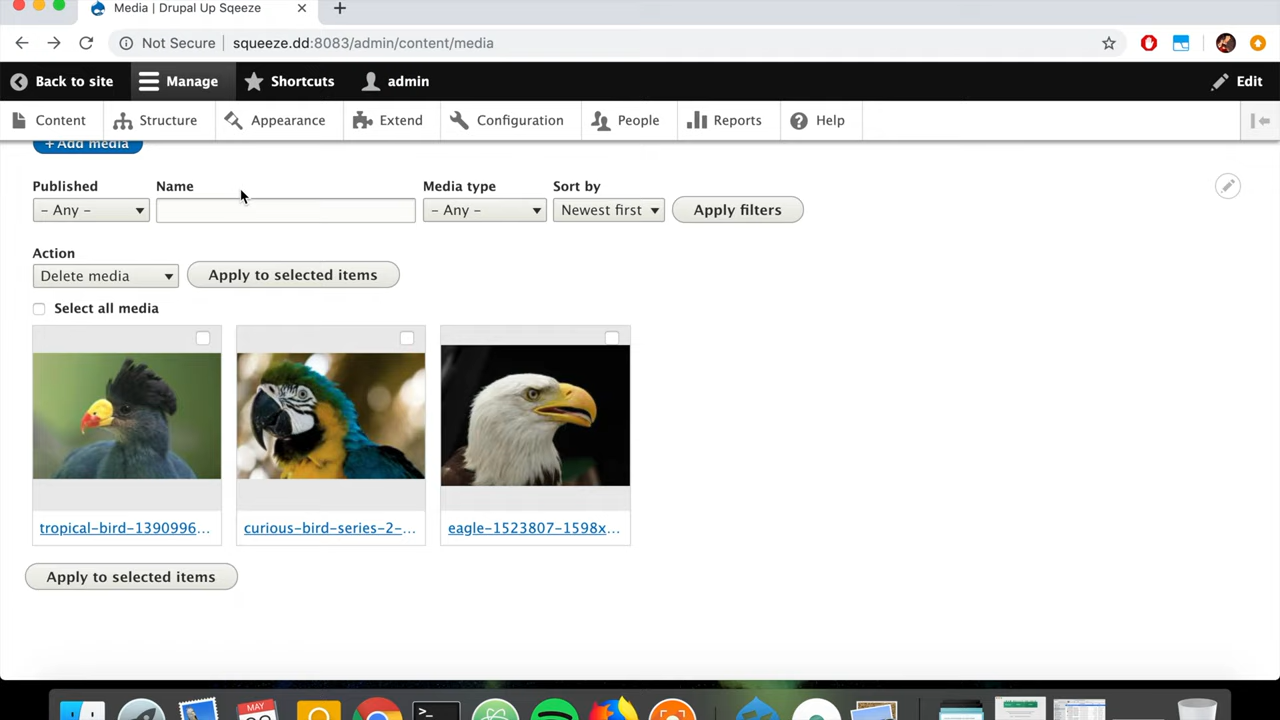 Media | Drupal Up Sqeeze
Not Secure squeeze.dd:8083/admin/content/media
Back to site Manage Shortcuts admin Edit
Content Structure Appearance Extend Configuration People Reports Help
+ Add media
Published Name Media type Sort by
- Any - - Any - Newest first Apply filters
Action
Delete media Apply to selected items
Select all media
tropical-bird-1390996... curious-bird-series-2-... eagle-1523807-1598x...
Apply to selected items
MAY